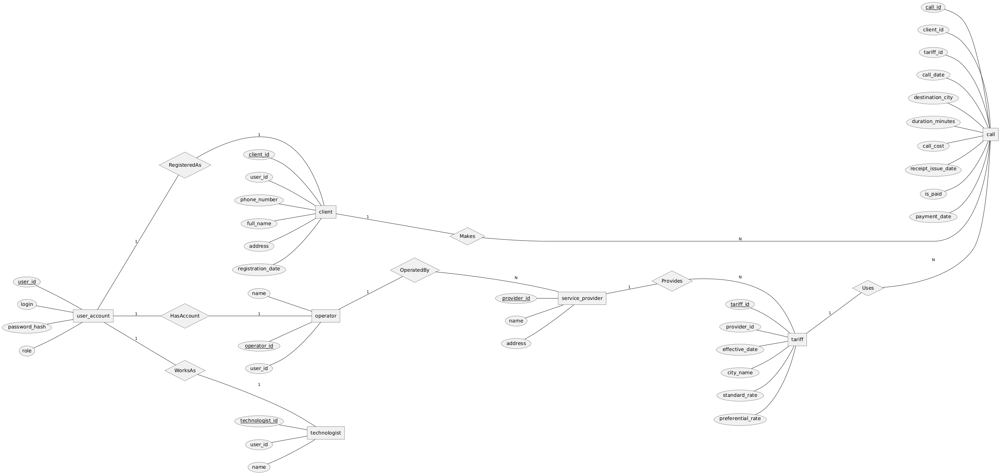 call_id
client_id
tariff_id
call_date
destination_city
duration_minutes
call
call_cost
receipt_issue_date
is_paid
payment_date
1
RegisteredAs
client_id
user_id
phone_number
full_name
address
registration_date
client
1
1
Makes
N
N
user_id
login
password_hash
role
user_account
1
HasAccount
1
1
WorksAs
1
name
operator
operator_id
user_id
1
OperatedBy
N
provider_id
name
address
service_provider
1
Provides
N
Uses
1
tariff_id
provider_id
effective_date
city_name
standard_rate
preferential_rate
tariff
technologist_id
user_id
name
technologist